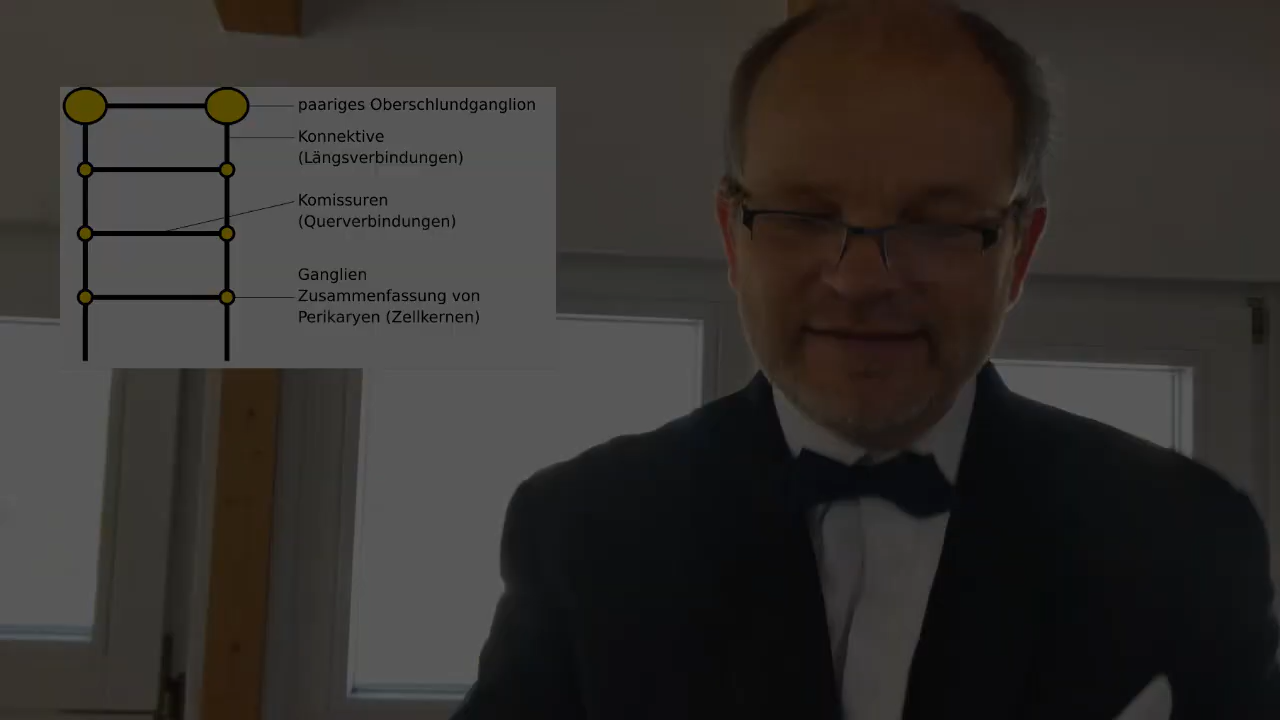 paariges Oberschlundganglion
Konnektive
(Längsverbindungen)
Komissuren
(Querverbindungen)
Ganglien
Zusammenfassung von
Perikaryen (Zellkernen)